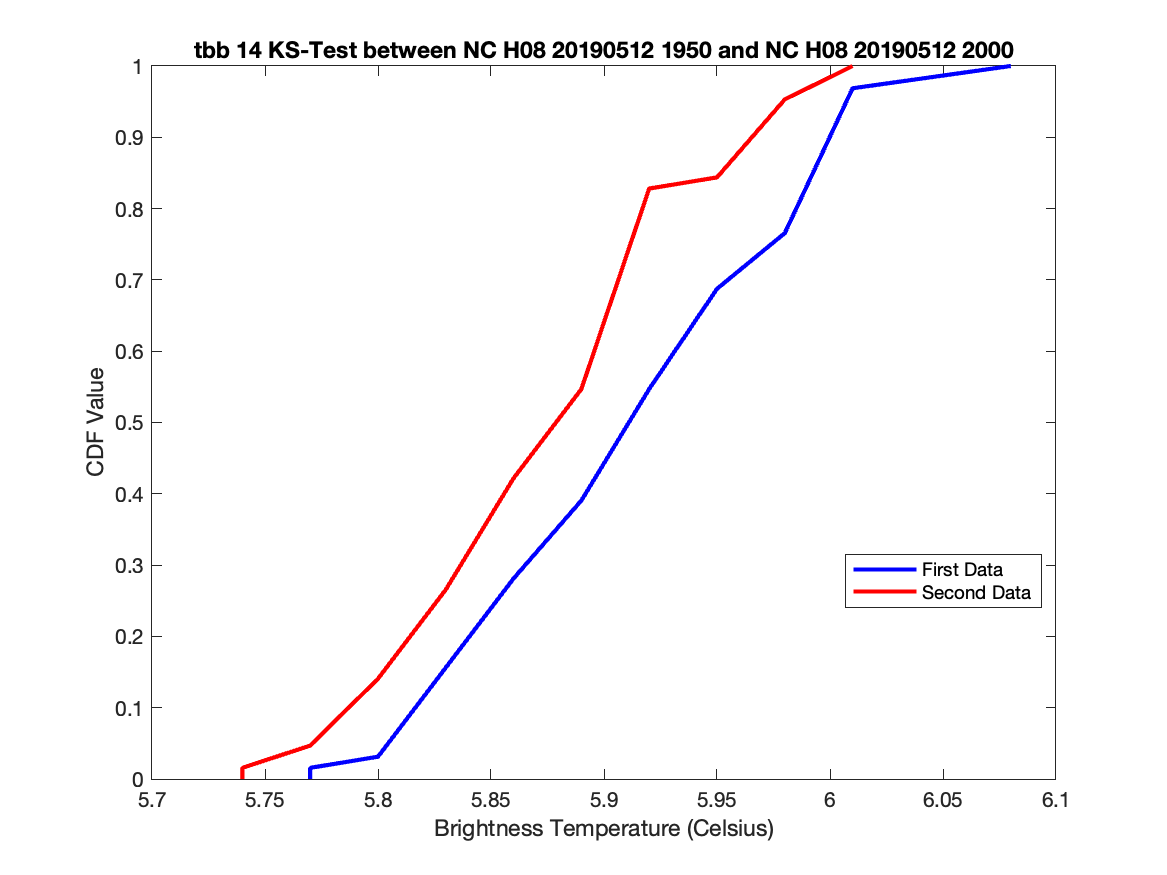 tbb 14 KS-Test between NC H08 20190512 1950 and NC H08 20190512 2000
1
0.9
0.8
0.7
0.6
0.5
0.4
0.3
0.2
0.1
0
CDF Value
First Data
Second Data
5.7 5.75 5.8 5.85 5.9 5.95 6 6.05 6.1
Brightness Temperature (Celsius)